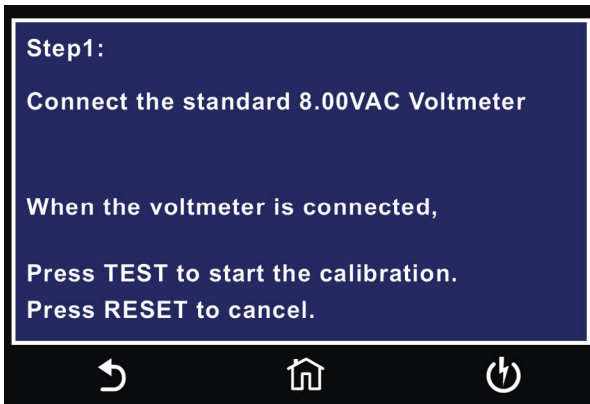 Step1:
Connect the standard 8.00VAC Voltmeter
When the voltmeter is connected,
Press TEST to start the calibration.
Press RESET to cancel.